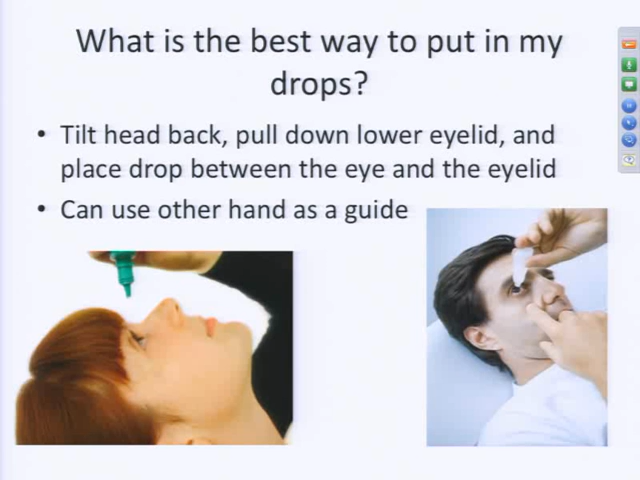 What is the best way to put in my
drops?
• Tilt head back, pull down lower eyelid, and
place drop between the eye and the eyelid
• Can use other hand as a guide